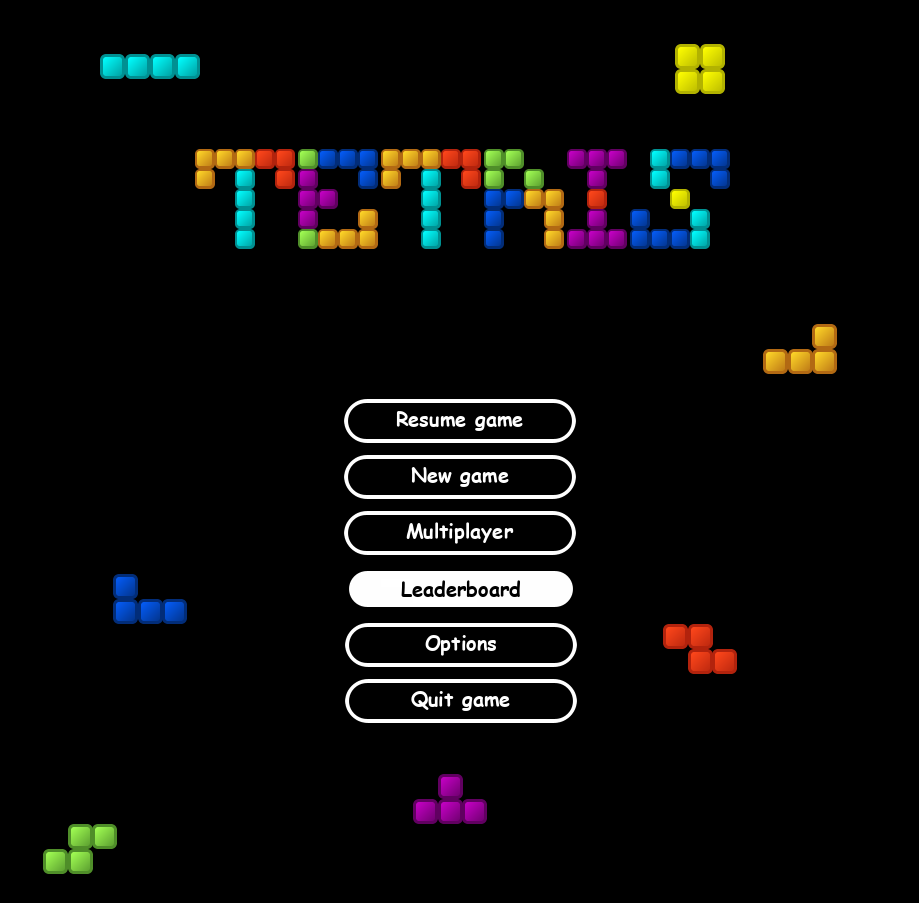 TETRIS
Resume game
New game
Multiplayer
Leaderboard
Options
Quit game